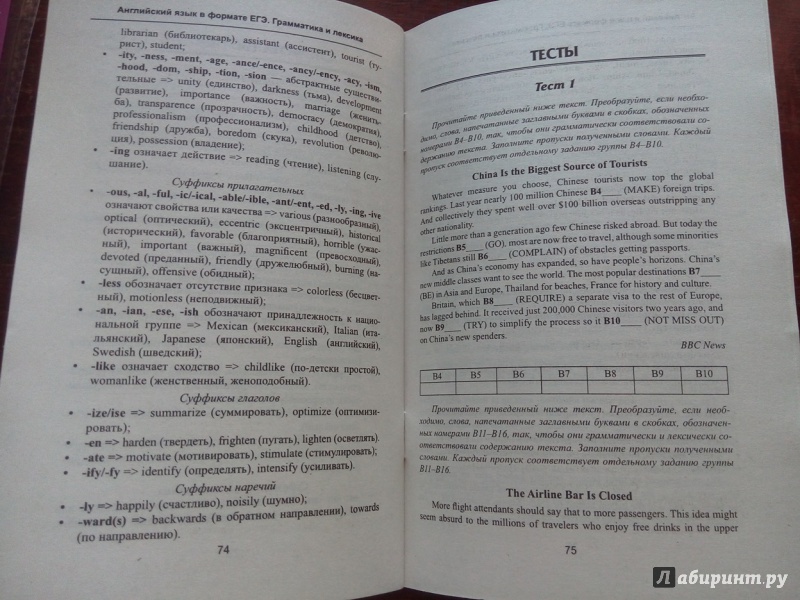 Английский язык в формате ЕГЭ. Грамматика и лексика
librarian (библиотекарь), assistant (ассистент), tourist (ту-
рист), student;
• -ity, -ness, -ment, -age, -ance/-ence, -ancy/-ency, -acy, -ism,
-hood, -dom, -ship, -tion, -sion — абстрактные существи-
тельные => unity (единство), darkness (тьма), development
(развитие), importance (важность), marriage (женить-
ба), transparence (прозрачность), democracy (демократия),
professionalism (профессионализм), childhood (детство),
friendship (дружба), boredom (скука), revolution (револю-
ция), possession (владение);
• -ing означает действие => reading (чтение), listening (слу-
шание).
Суффиксы прилагательных
• -ous, -al, -ful, -ic/-ical, -able/-ible, -ant/-ent, -ed, -ly, -ing, -ive
означают свойства или качества => various (разнообразный),
optical (оптический), eccentric (эксцентричный), historical
(исторический), favorable (благоприятный), horrible (ужас-
ный), important (важный), magnificent (превосходный),
devoted (преданный), friendly (дружелюбный), burning (на-
сущный), offensive (обидный);
• -less обозначает отсутствие признака => colorless (бесцвет-
ный), motionless (неподвижный);
• -an, -ian, -ese, -ish обозначают принадлежность к нацио-
нальной группе => Mexican (мексиканский), Italian (ита-
льянский), Japanese (японский), English (английский),
Swedish (шведский);
• -like означает сходство => childlike (по-детски простой),
womanlike (женственный, женоподобный).
Суффиксы глаголов
• -ize/ise => summarize (суммировать), optimize (оптимизи-
ровать);
• -en => harden (твердеть), frighten (пугать), lighten (осветлять).
• -ate => motivate (мотивировать), stimulate (стимулировать);
• -ify/-fy => identify (определять), intensify (усиливать).
Суффиксы наречий
• -ly => happily (счастливо), noisily (шумно);
• -ward(s) => backwards (в обратном направлении), towards
(по направлению).
74
ТЕСТЫ
Тест 1
Прочитайте приведенный ниже текст. Преобразуйте, если необхо-
димо, слова, напечатанные заглавными буквами в скобках, обозначенных
номерами В4–В10, так, чтобы они грамматически соответствовали со-
держанию текста. Заполните пропуски полученными словами. Каждый
пропуск соответствует отдельному заданию группы В4–В10.
China Is the Biggest Source of Tourists
Whatever measure you choose, Chinese tourists now top the global
rankings. Last year nearly 100 million Chinese B4____ (MAKE) foreign trips.
And collectively they spent well over $100 billion overseas outstripping any
other nationality.
Little more than a generation ago few Chinese risked abroad. But today the
restrictions B5____ (GO), most are now free to travel, although some minorities
like Tibetans still B6____ (COMPLAIN) of obstacles getting passports.
And as China's economy has expanded, so have people's horizons. China's
new middle classes want to see the world. The most popular destinations B7____
(BE) in Asia and Europe, Thailand for beaches, France for history and culture.
Britain, which B8____ (REQUIRE) a separate visa to the rest of Europe,
has lagged behind. It received just 200,000 Chinese visitors two years ago, and
now B9____ (TRY) to simplify the process so it B10____ (NOT MISS OUT)
on China's new spenders.
BBC News
B4 B5 B6 B7 B8 B9 B10
Прочитайте приведенный ниже текст. Преобразуйте, если необ-
ходимо, слова, напечатанные заглавными буквами в скобках, обозначен-
ных номерами В11–В16, так, чтобы они грамматически и лексически со-
ответствовали содержанию текста. Заполните пропуски полученными
словами. Каждый пропуск соответствует отдельному заданию группы
В11–В16.
The Airline Bar Is Closed
More flight attendants should say that to more passengers. This idea might
seem absurd to the millions of travelers who enjoy free drinks in the upper
75
Лабиринт.ру